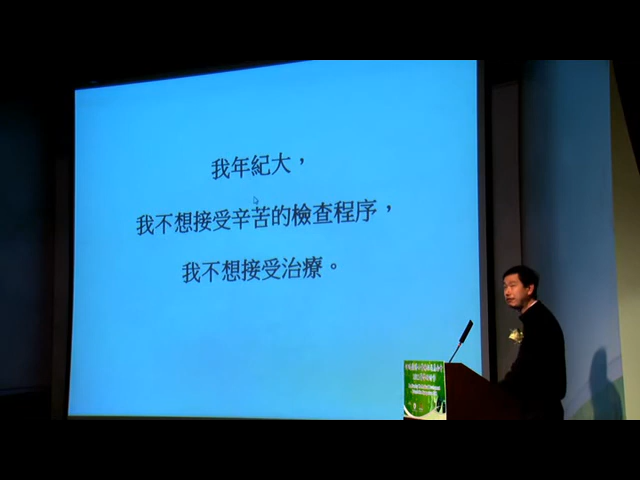 我年紀大，
我不想接受辛苦的檢查程序，
我不想接受治療。